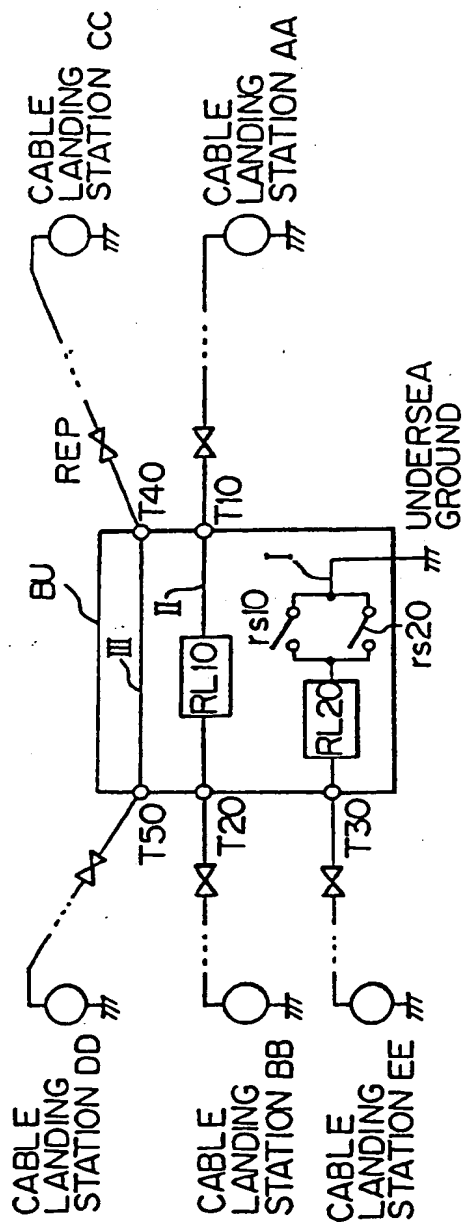 CABLE
LANDING
STATION DD
CABLE
LANDING
STATION CC
REP
BU
T50
III
T40
CABLE
LANDING
STATION BB
T20
RL10
II
T10
CABLE
LANDING
STATION AA
CABLE
LANDING
STATION EE
T30
RL20
rs10
rs20
I
UNDERSEA
GROUND